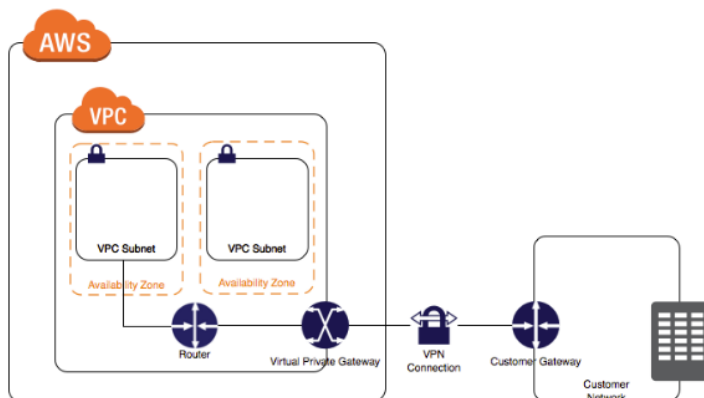 AWS
VPC
VPC Subnet
VPC Subnet
Availability Zone
Availability Zone
Router
Virtual Private Gateway
VPN
Connection
Customer Gateway
Customer
Network